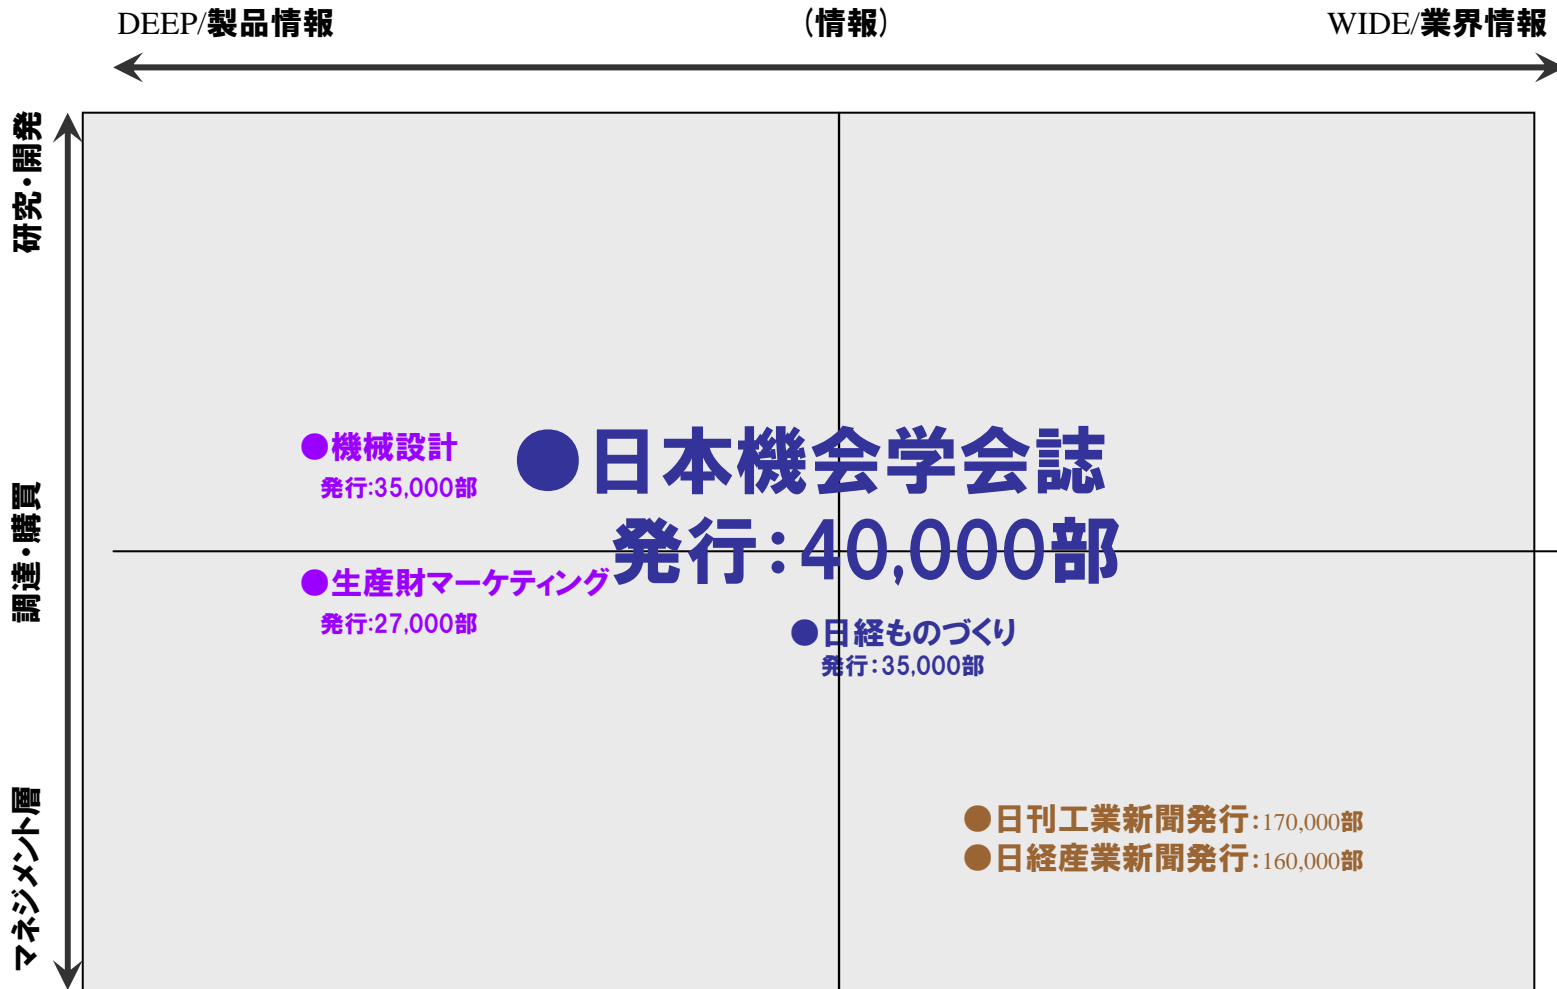 DEEP/製品情報 (情報) WIDE/業界情報
研究・開発
●機械設計
発行:35,000部
●日本機会学会誌
発行:40,000部
調達・購買
●生産財マーケティング
発行:27,000部
●日経ものづくり
発行:35,000部
マネジメント層
●日刊工業新聞発行:170,000部
●日経産業新聞発行:160,000部